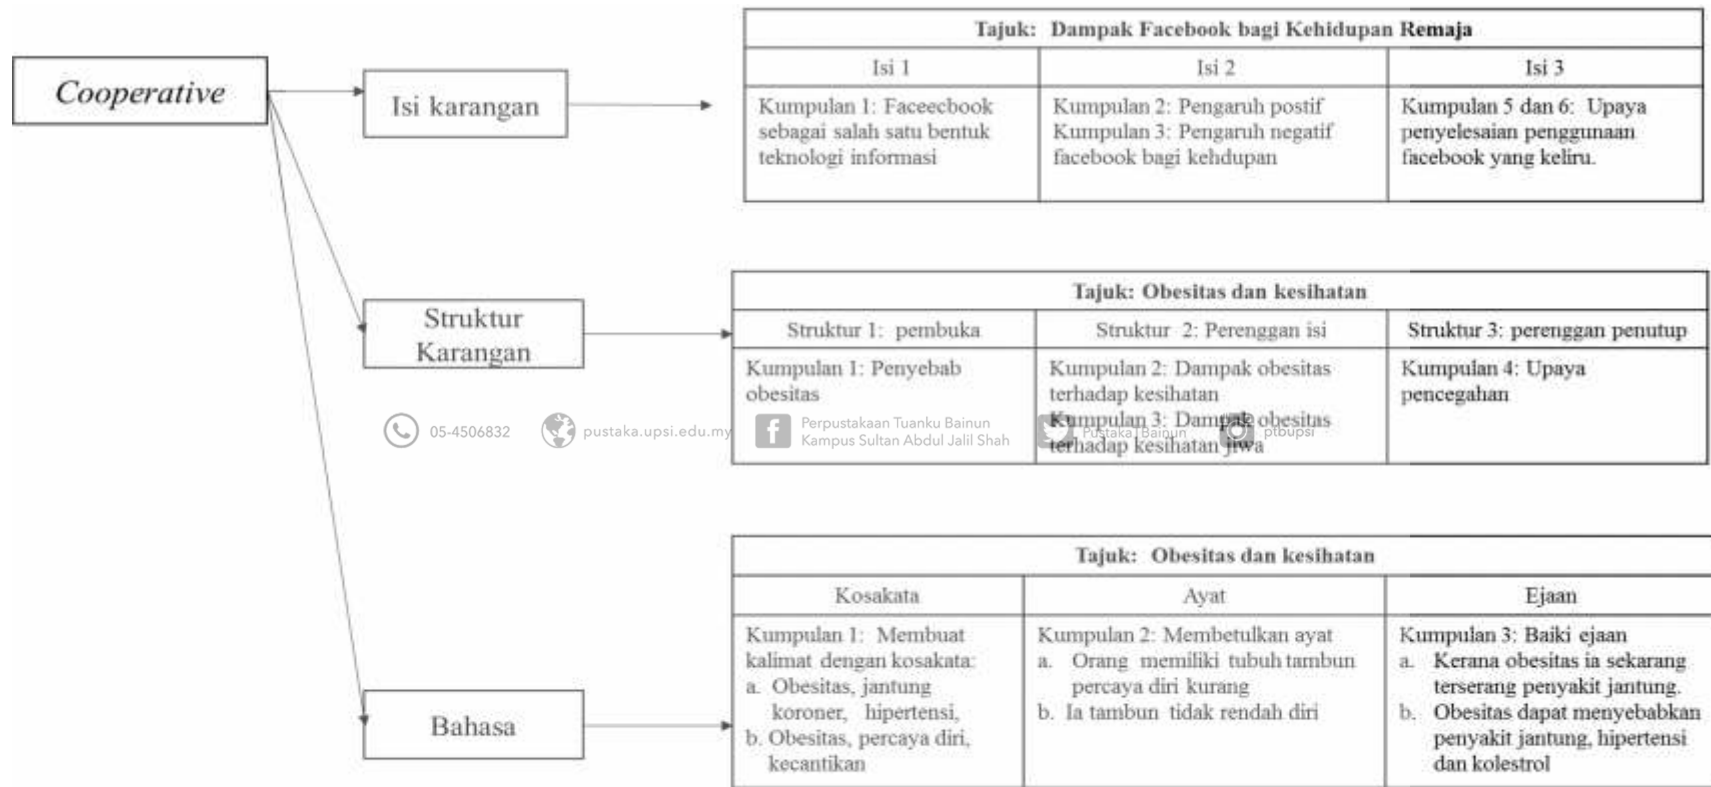 Cooperative
Isi karangan
Tajuk: Dampak Facebook bagi Kehidupan Remaja
Isi 1
Isi 2
Isi 3
Kumpulan 1: Faceecbook
sebagai salah satu bentuk
teknologi informasi
Kumpulan 2: Pengaruh postif
Kumpulan 3: Pengaruh negatif
facebook bagi kehdupan
Kumpulan 5 dan 6: Upaya
penyelesaian penggunaan
facebook yang keliru.
Struktur
Karangan
Tajuk: Obesitas dan kesihatan
Struktur 1: pembuka
Struktur 2: Perenggan isi
Struktur 3: perenggan penutup
Kumpulan 1: Penyebab
obesitas
Kumpulan 2: Dampak obesitas
terhadap kesihatan
Kumpulan 3: Dampak obesitas
terhadap kesihatan jiwa
Kumpulan 4: Upaya
pencegahan
05-4506832
pustaka.upsi.edu.my
Perpustakaan Tuanku Bainun
Kampus Sultan Abdul Jalil Shah
PustakaTBainun
ptbupsi
Bahasa
Tajuk: Obesitas dan kesihatan
Kosakata
Ayat
Ejaan
Kumpulan 1: Membuat
kalimat dengan kosakata:
a. Obesitas, jantung
koroner, hipertensi,
b. Obesitas, percaya diri,
kecantikan
Kumpulan 2: Membetulkan ayat
a. Orang memiliki tubuh tambun
percaya diri kurang
b. Ia tambun tidak rendah diri
Kumpulan 3: Baiki ejaan
a. Kerana obesitas ia sekarang
terserang penyakit jantung.
b. Obesitas dapat menyebabkan
penyakit jantung, hipertensi
dan kolestrol